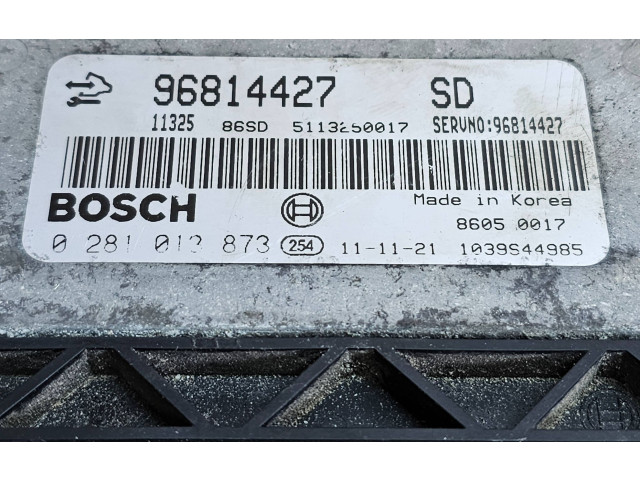 96814427 SD
11325 86SD 5113250017 SERVNO:96814427
Made in Korea
BOSCH
8605 0017
0 281 013 873 254 11-11-21 1039S44985